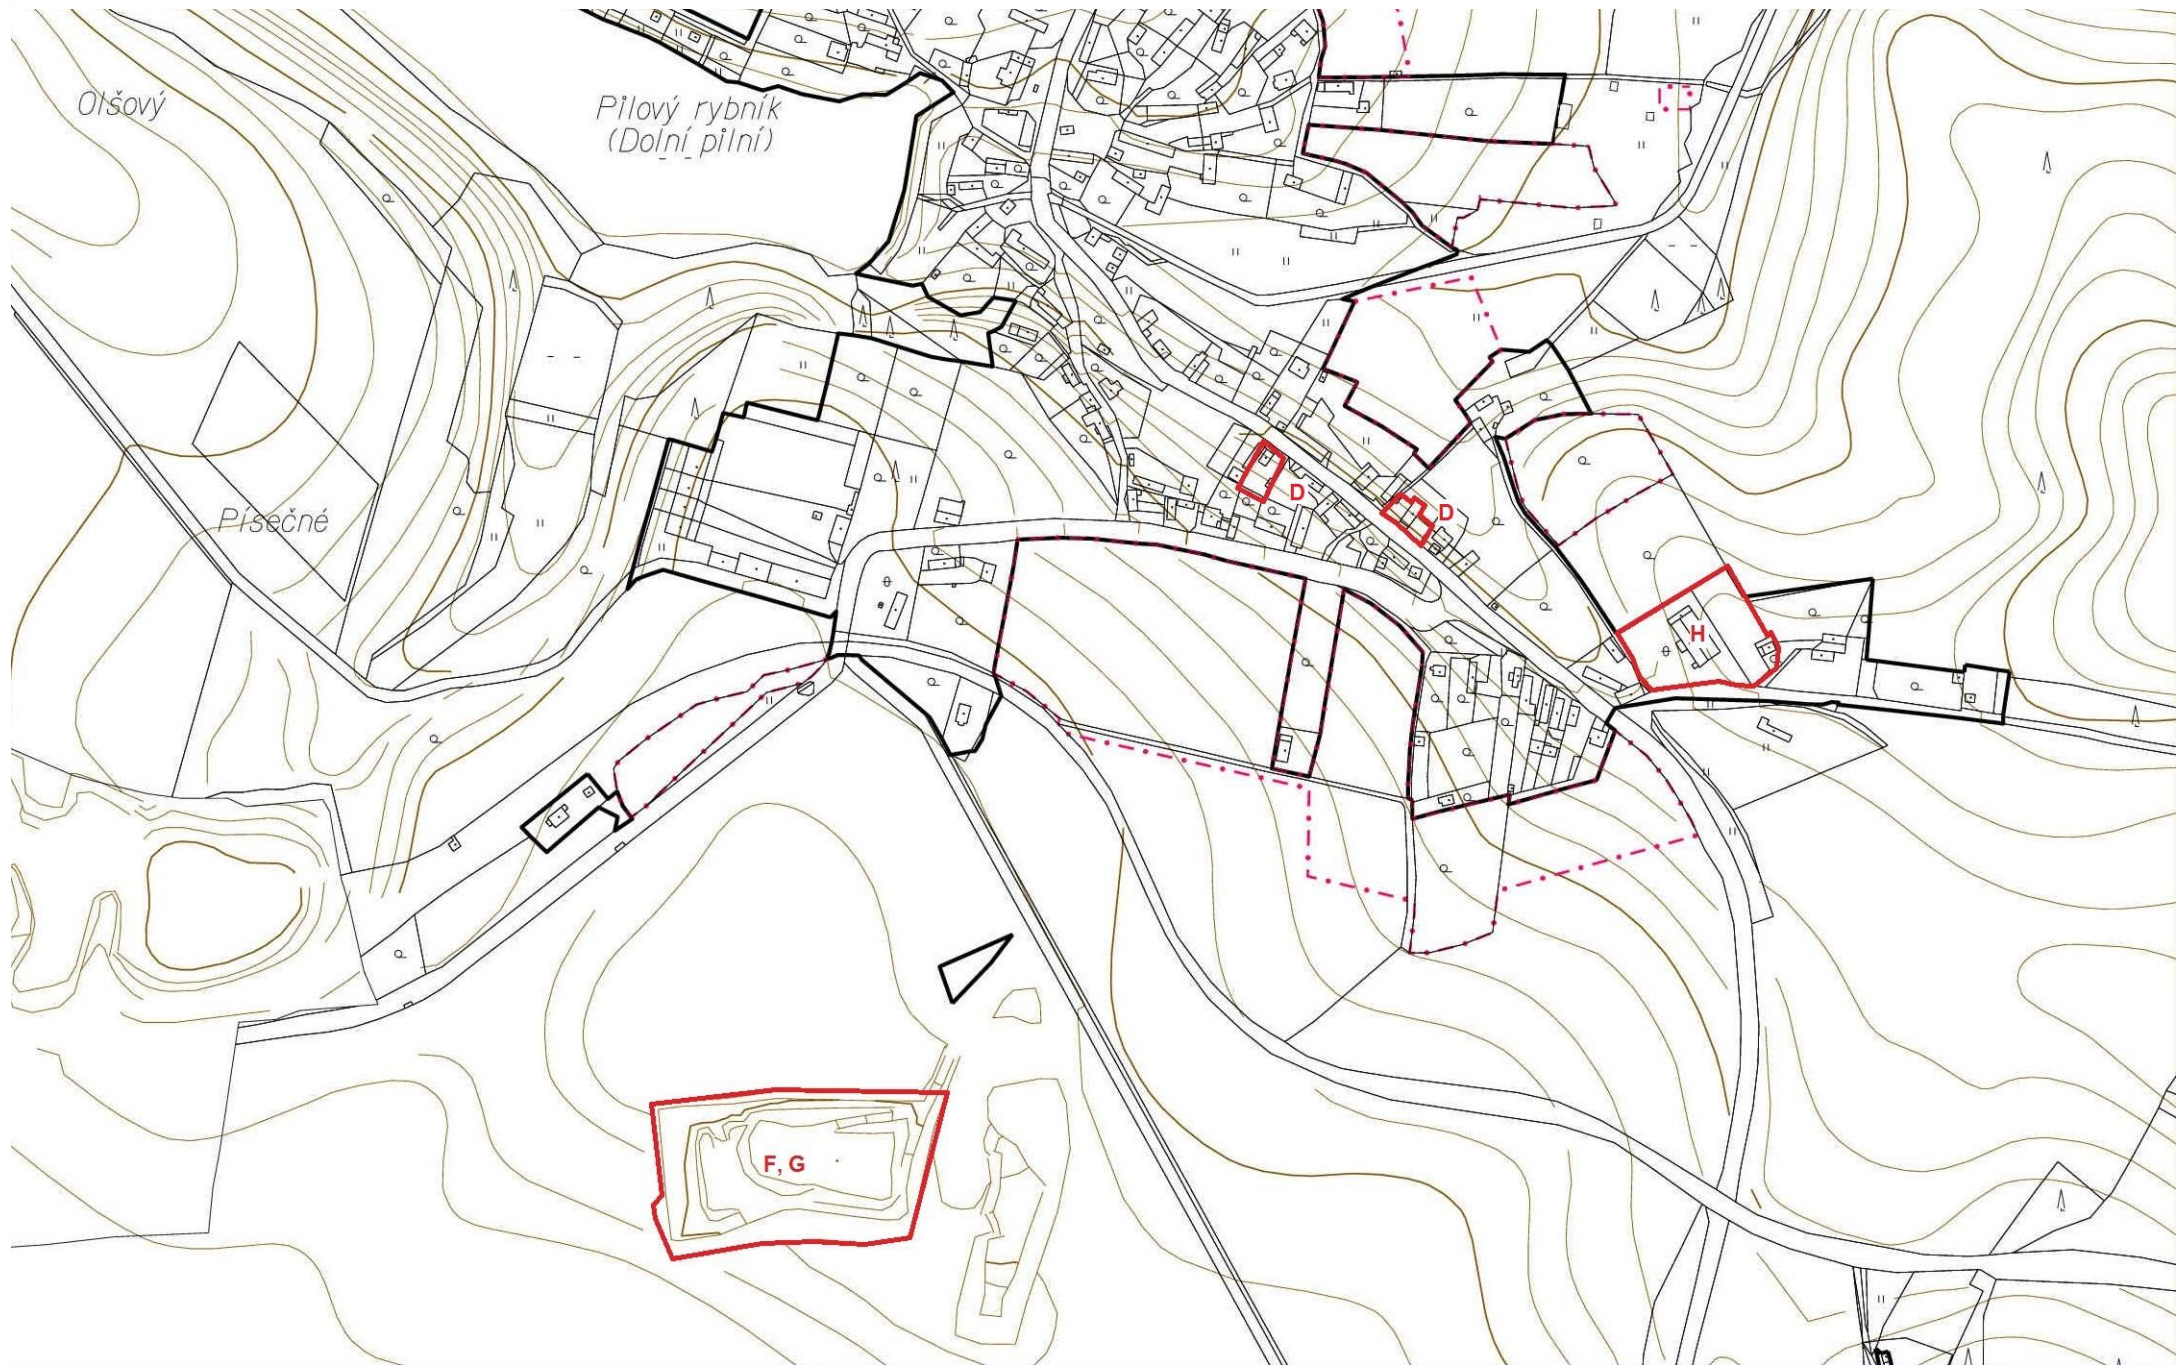 Olšový
Pilový rybník
(Dolní pilní)
Písečné
D
D
H
F, G